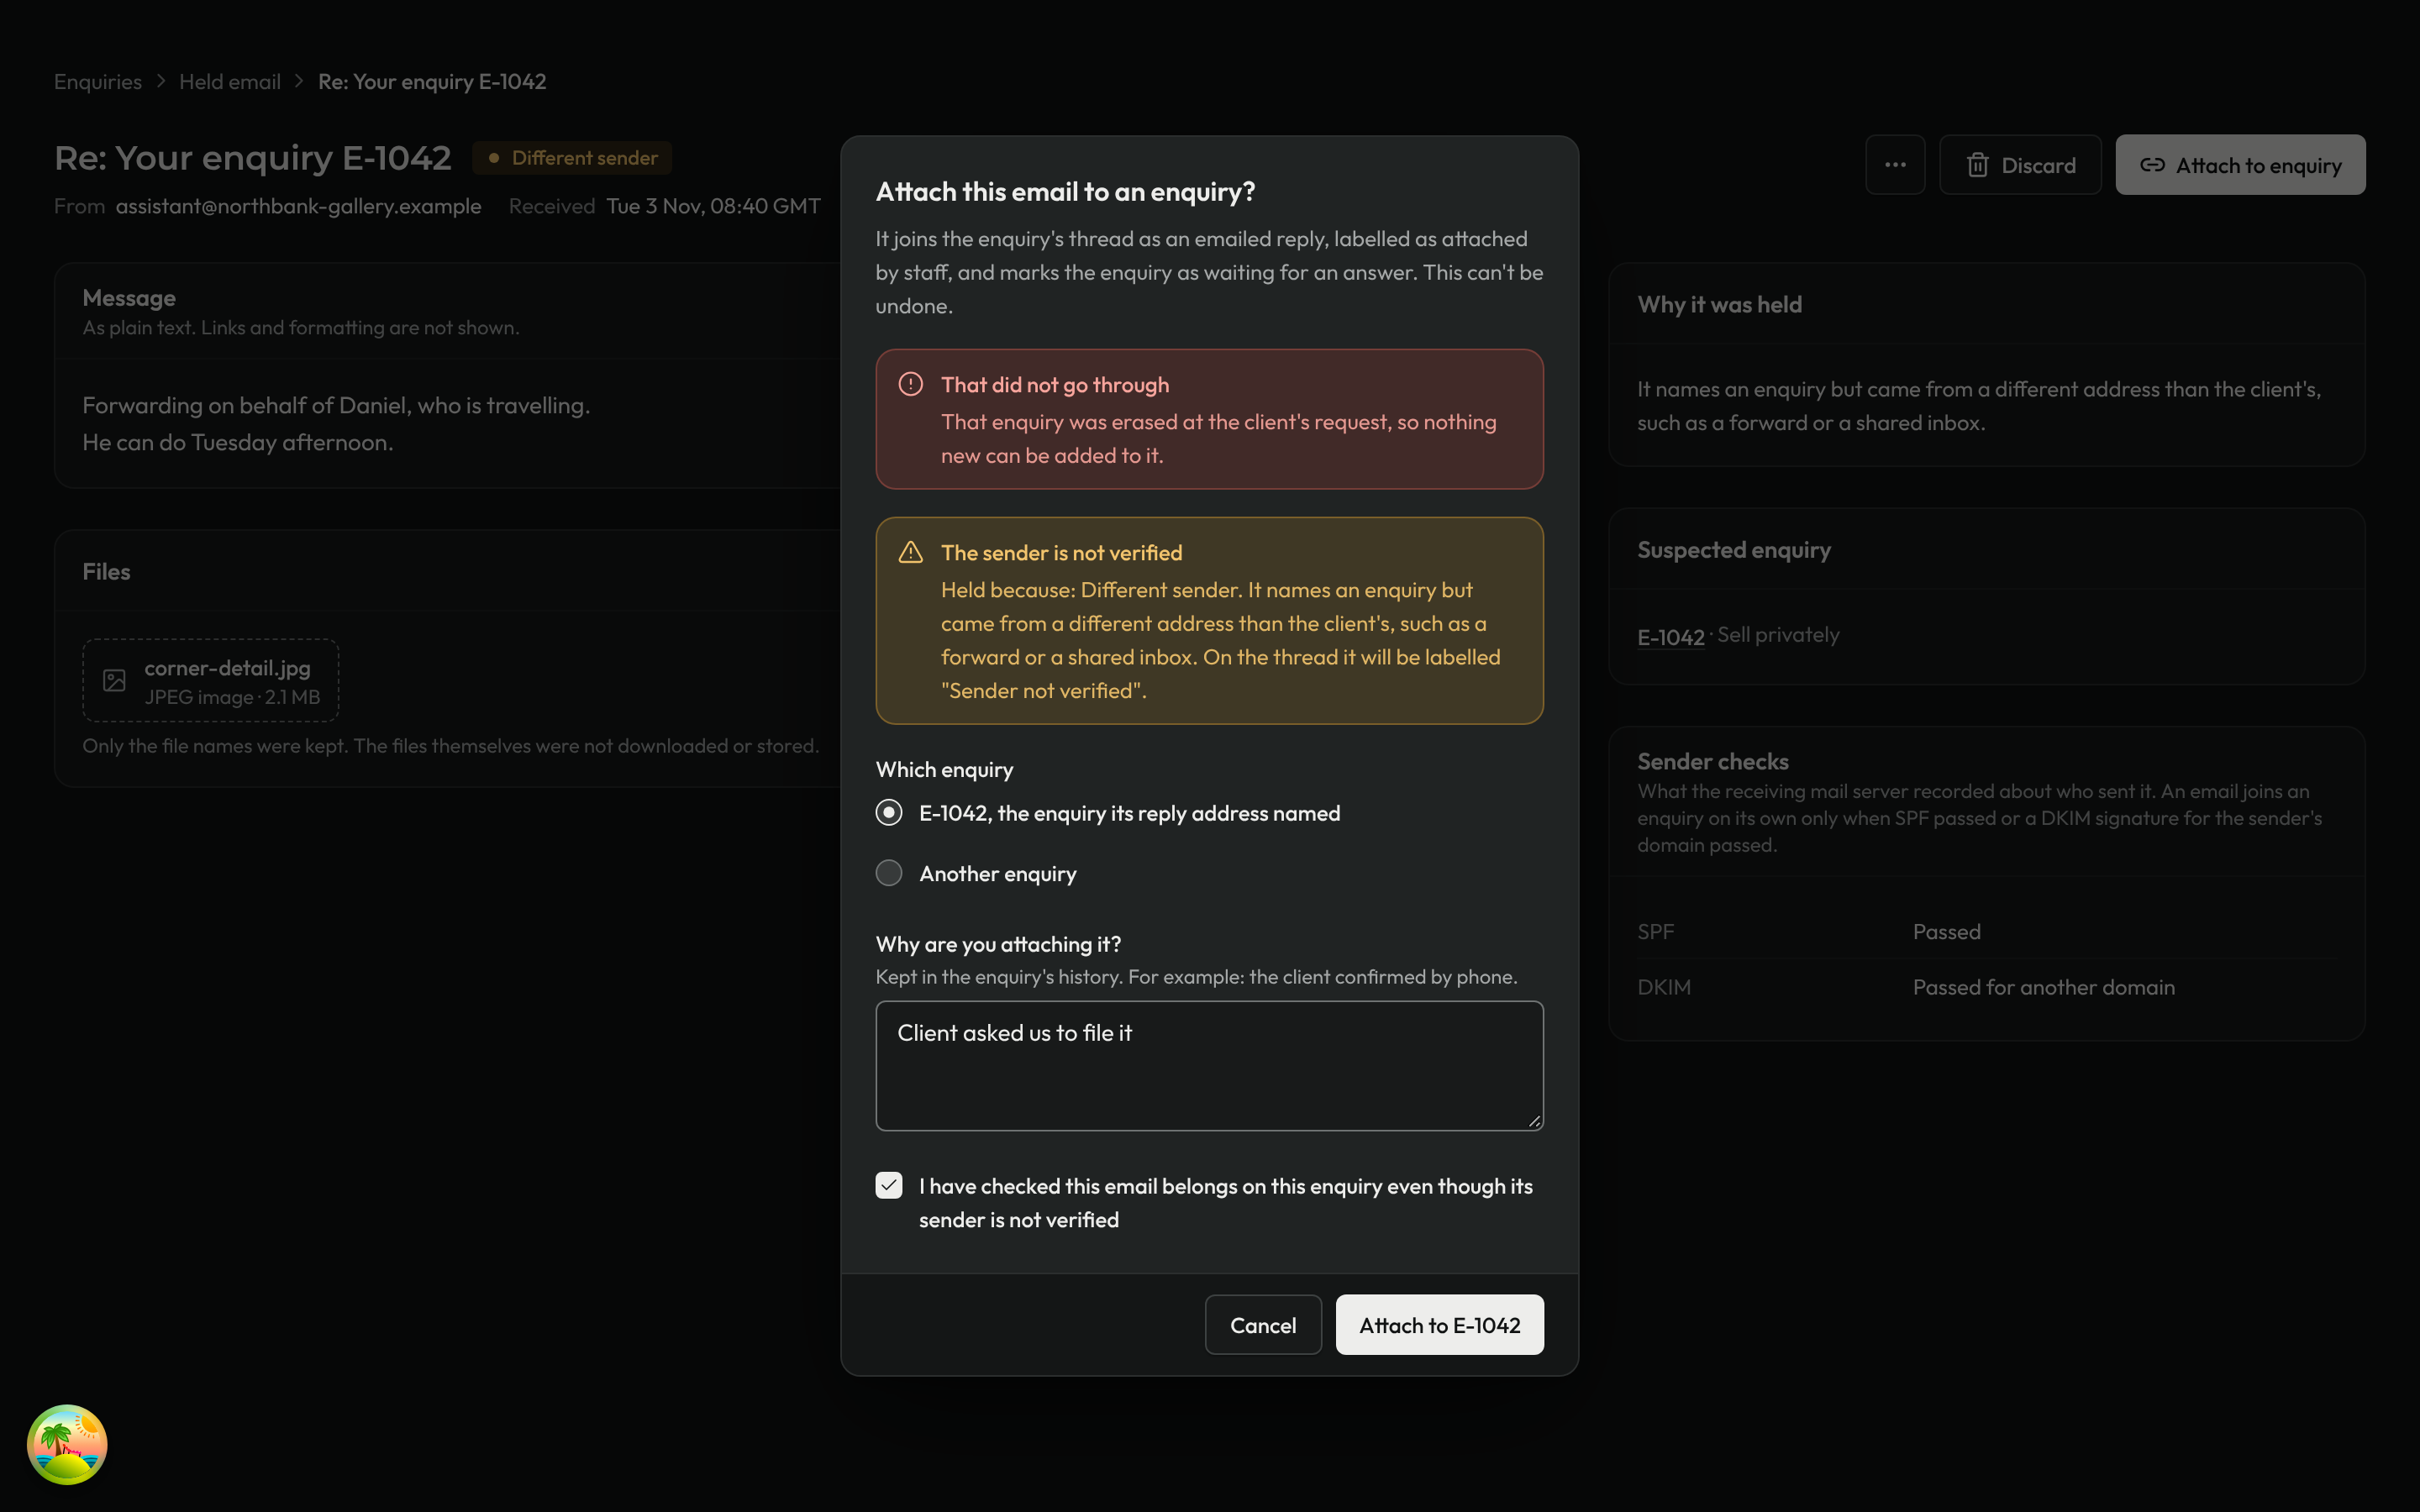 Enquiries > Held email > Re: Your enquiry E-1042
Re: Your enquiry E-1042
Different sender
From assistant@northbank-gallery.example Received Tue 3 Nov, 08:40 GMT
Discard
Attach to enquiry
Message
As plain text. Links and formatting are not shown.
Forwarding on behalf of Daniel, who is travelling.
He can do Tuesday afternoon.
Files
corner-detail.jpg
JPEG image · 2.1 MB
Only the file names were kept. The files themselves were not downloaded or stored.
Attach this email to an enquiry?
It joins the enquiry's thread as an emailed reply, labelled as attached
by staff, and marks the enquiry as waiting for an answer. This can't be
undone.
That did not go through
That enquiry was erased at the client's request, so nothing
new can be added to it.
The sender is not verified
Held because: Different sender. It names an enquiry but
came from a different address than the client's, such as a
forward or a shared inbox. On the thread it will be labelled
"Sender not verified".
Which enquiry
E-1042, the enquiry its reply address named
Another enquiry
Why are you attaching it?
Kept in the enquiry's history. For example: the client confirmed by phone.
Client asked us to file it
I have checked this email belongs on this enquiry even though its
sender is not verified
Cancel
Attach to E-1042
Why it was held
It names an enquiry but came from a different address than the client's,
such as a forward or a shared inbox.
Suspected enquiry
E-1042 · Sell privately
Sender checks
What the receiving mail server recorded about who sent it. An email joins an
enquiry on its own only when SPF passed or a DKIM signature for the sender's
domain passed.
SPF Passed
DKIM Passed for another domain